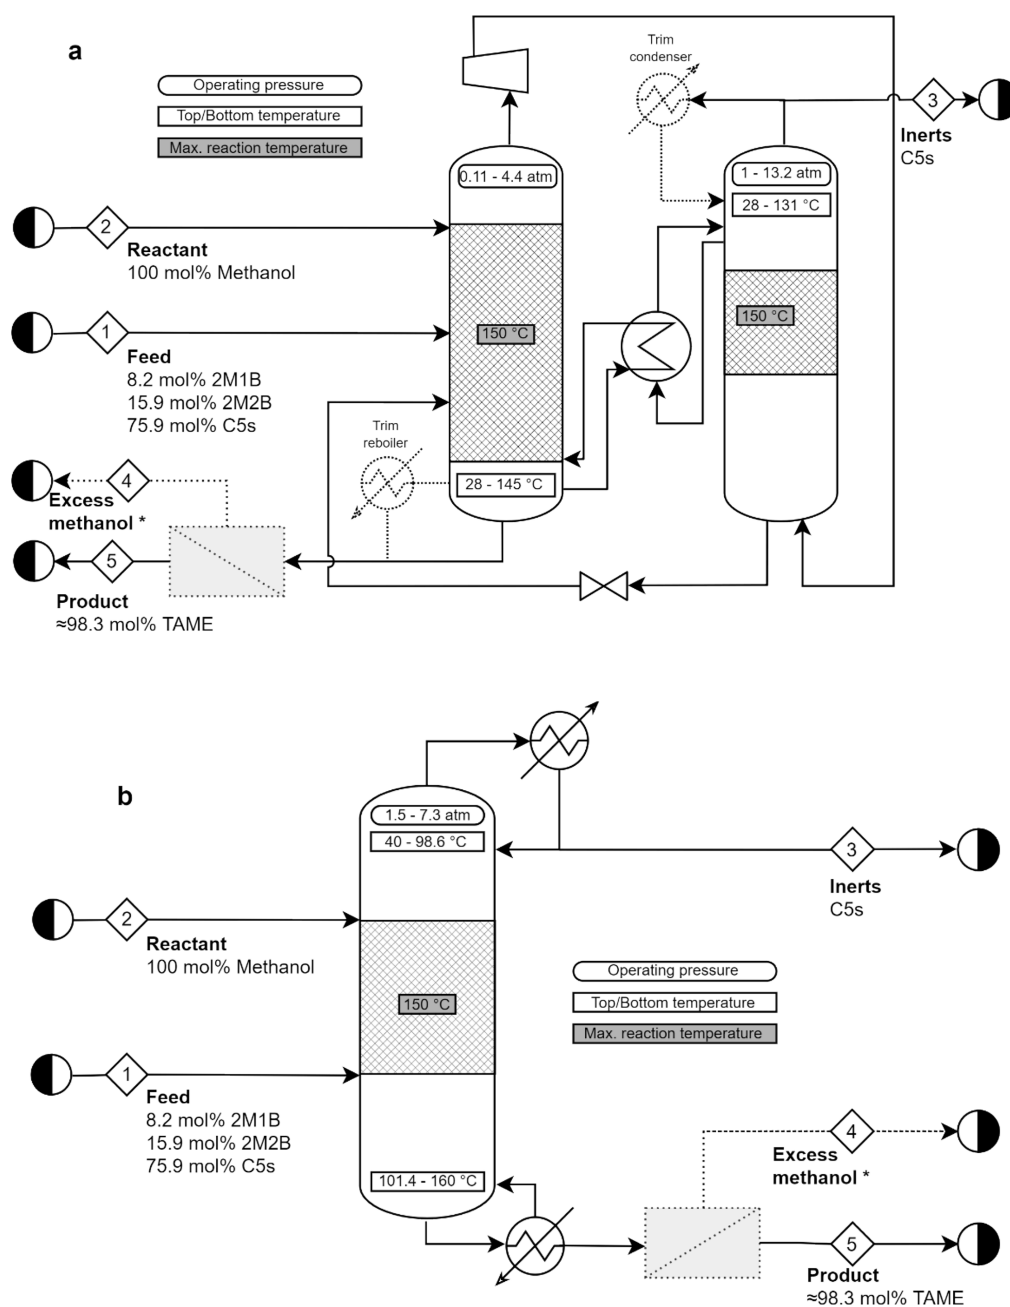 a
Operating pressure
Top/Bottom temperature
Max. reaction temperature
Trim
condenser
3
Inerts
C5s
0.11 - 4.4 atm
1 - 13.2 atm
28 - 131 °C
2
Reactant
100 mol% Methanol
150 °C
150 °C
1
Feed
8.2 mol% 2M1B
15.9 mol% 2M2B
75.9 mol% C5s
Trim
reboiler
28 - 145 °C
4
Excess
methanol *
5
Product
≈98.3 mol% TAME
b
1.5 - 7.3 atm
40 - 98.6 °C
3
Inerts
C5s
2
Reactant
100 mol% Methanol
Operating pressure
Top/Bottom temperature
Max. reaction temperature
150 °C
1
Feed
8.2 mol% 2M1B
15.9 mol% 2M2B
75.9 mol% C5s
101.4 - 160 °C
4
Excess
methanol *
5
Product
≈98.3 mol% TAME